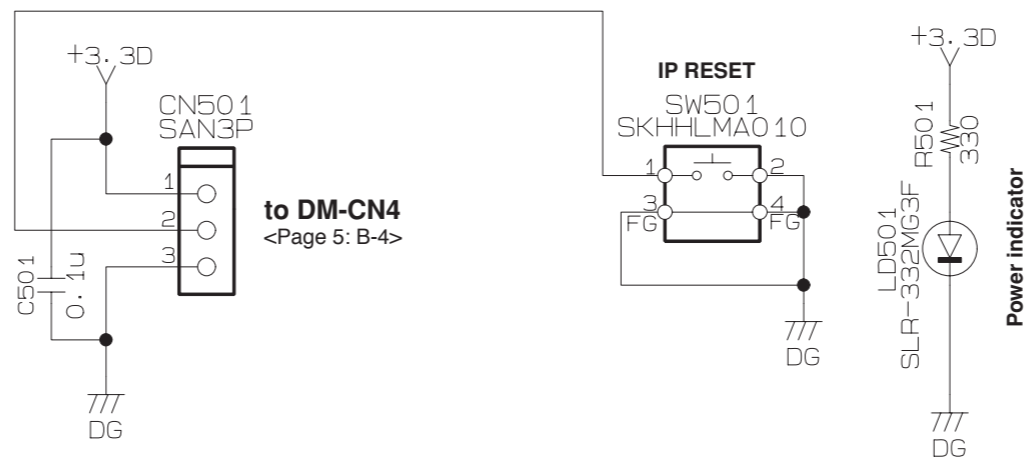 +3.3D
CN501
SAN3P
1
2
3
C501
0.1u
DG
to DM-CN4
<Page 5: B-4>
IP RESET
SW501
SKHHLMA010
1
2
3
4
FG
FG
DG
+3.3D
R501
330
LD501
SLR-332MG3F
Power indicator
DG